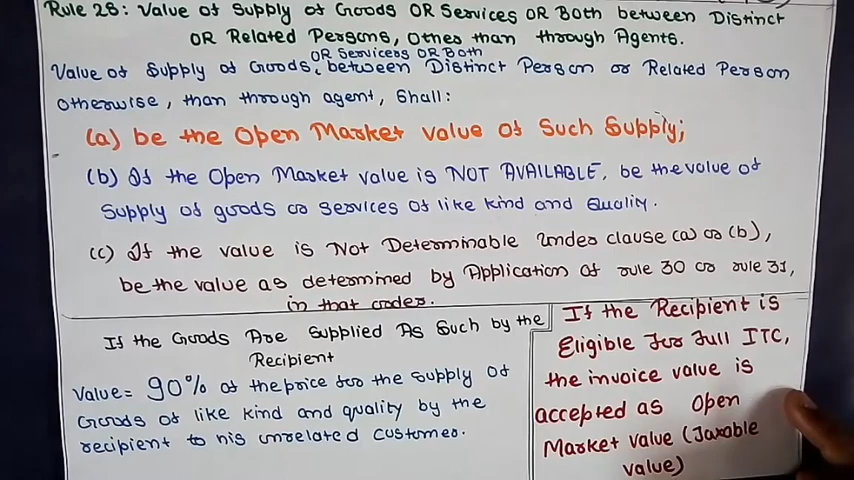 Rule 28: Value of Supply of Goods OR Services OR Both between Distinct
OR Related Persons, Other than through Agents.
OR Services OR Both
Value of Supply of Goods, between Distinct Person or Related Person
otherwise, than through agent, Shall:
(a) be the Open Market value of Such Supply;
(b) If the Open Market value is NOT AVAILABLE, be the value of
Supply of goods or services of like kind and Quality.
(c) If the value is Not Determinable under clause (a) or (b),
be the value as determined by Application of rule 30 or rule 31,
in that order.
If the Goods Are Supplied As Such by the
Recipient
Value = 90% of the price for the supply of
Goods of like kind and quality by the
recipient to his unrelated customer.
If the Recipient is
Eligible for full ITC,
the invoice value is
accepted as Open
Market value (Taxable
value)